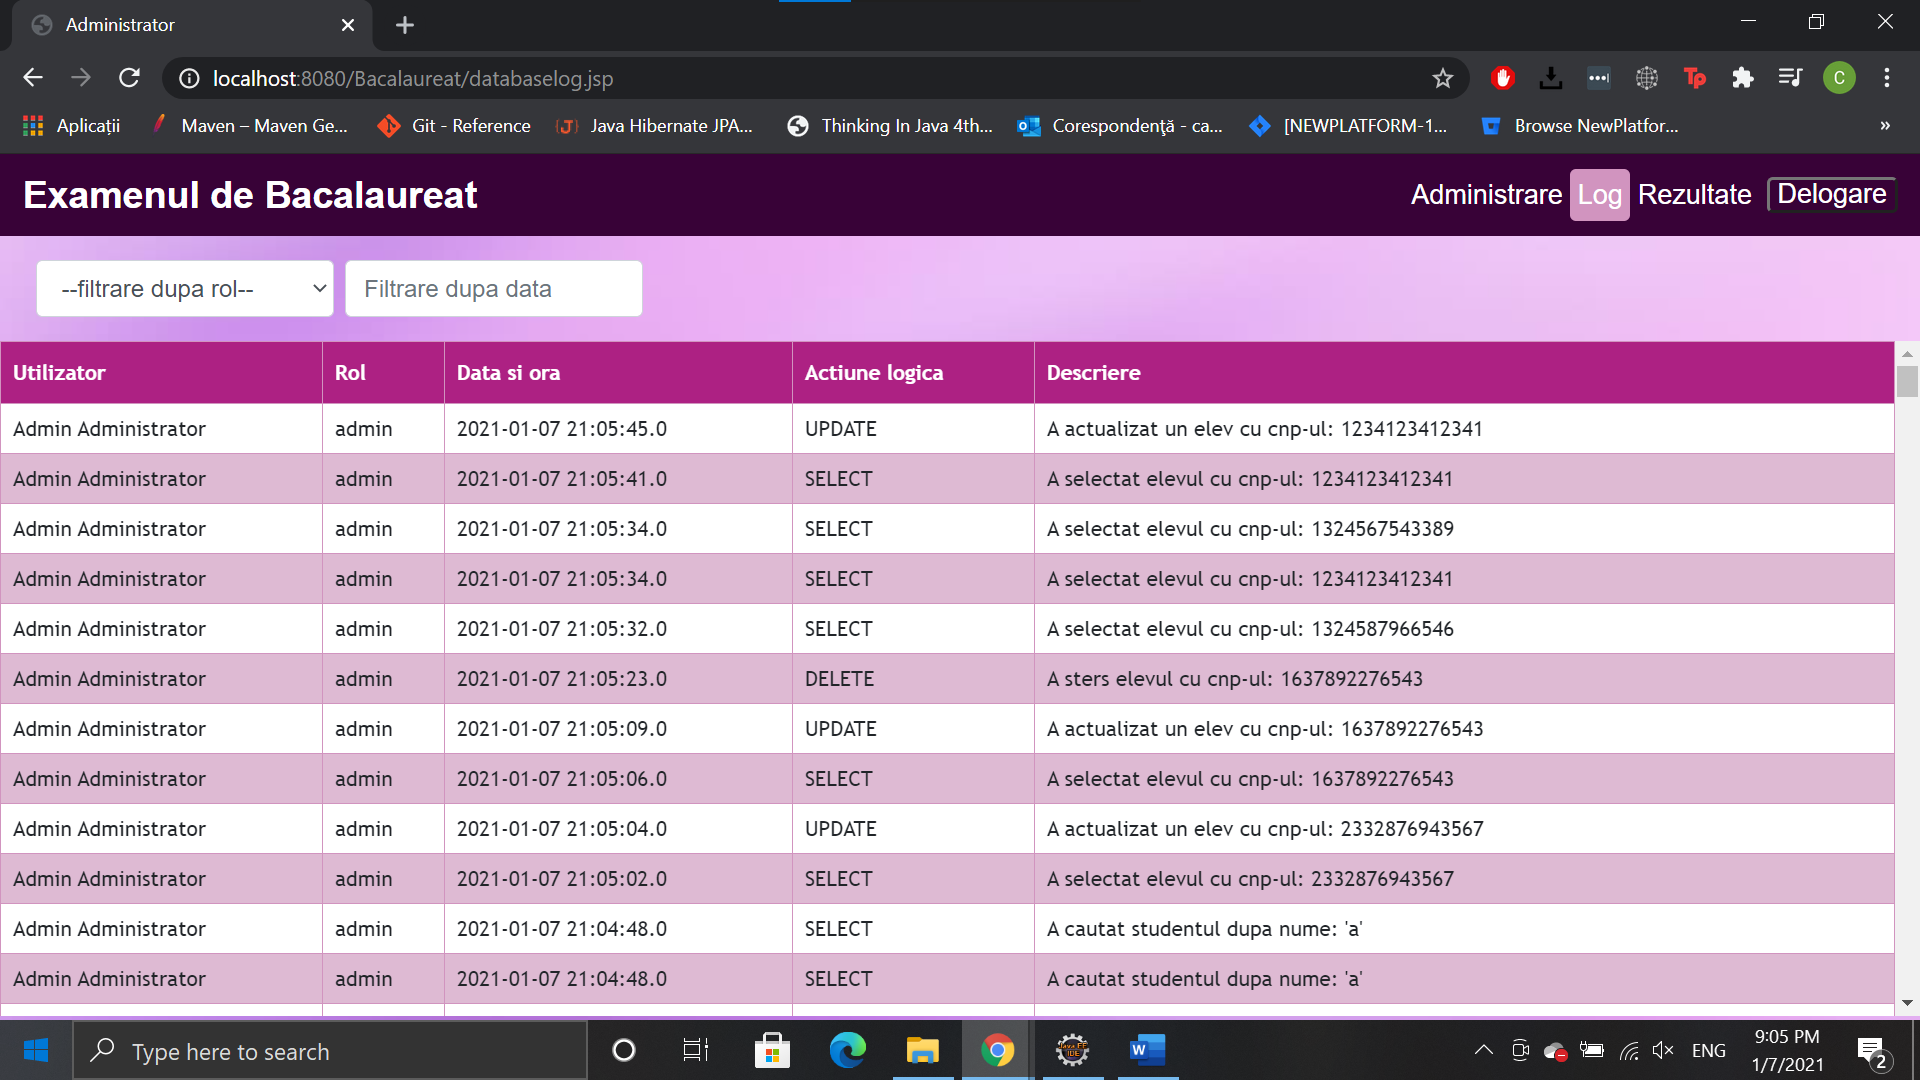 Administrator
localhost:8080/Bacalaureat/databaselog.jsp
C
Aplicații Maven – Maven Ge... Git - Reference Java Hibernate JPA... Thinking In Java 4th... Corespondenţă - ca... [NEWPLATFORM-1... Browse NewPlatfor... »
Examenul de Bacalaureat Administrare Log Rezultate Delogare
--filtrare dupa rol-- Filtrare dupa data
Utilizator Rol Data si ora Actiune logica Descriere
Admin Administrator admin 2021-01-07 21:05:45.0 UPDATE A actualizat un elev cu cnp-ul: 1234123412341
Admin Administrator admin 2021-01-07 21:05:41.0 SELECT A selectat elevul cu cnp-ul: 1234123412341
Admin Administrator admin 2021-01-07 21:05:34.0 SELECT A selectat elevul cu cnp-ul: 1324567543389
Admin Administrator admin 2021-01-07 21:05:34.0 SELECT A selectat elevul cu cnp-ul: 1234123412341
Admin Administrator admin 2021-01-07 21:05:32.0 SELECT A selectat elevul cu cnp-ul: 1324587966546
Admin Administrator admin 2021-01-07 21:05:23.0 DELETE A sters elevul cu cnp-ul: 1637892276543
Admin Administrator admin 2021-01-07 21:05:09.0 UPDATE A actualizat un elev cu cnp-ul: 1637892276543
Admin Administrator admin 2021-01-07 21:05:06.0 SELECT A selectat elevul cu cnp-ul: 1637892276543
Admin Administrator admin 2021-01-07 21:05:04.0 UPDATE A actualizat un elev cu cnp-ul: 2332876943567
Admin Administrator admin 2021-01-07 21:05:02.0 SELECT A selectat elevul cu cnp-ul: 2332876943567
Admin Administrator admin 2021-01-07 21:04:48.0 SELECT A cautat studentul dupa nume: 'a'
Admin Administrator admin 2021-01-07 21:04:48.0 SELECT A cautat studentul dupa nume: 'a'
Type here to search ENG 9:05 PM
1/7/2021 2